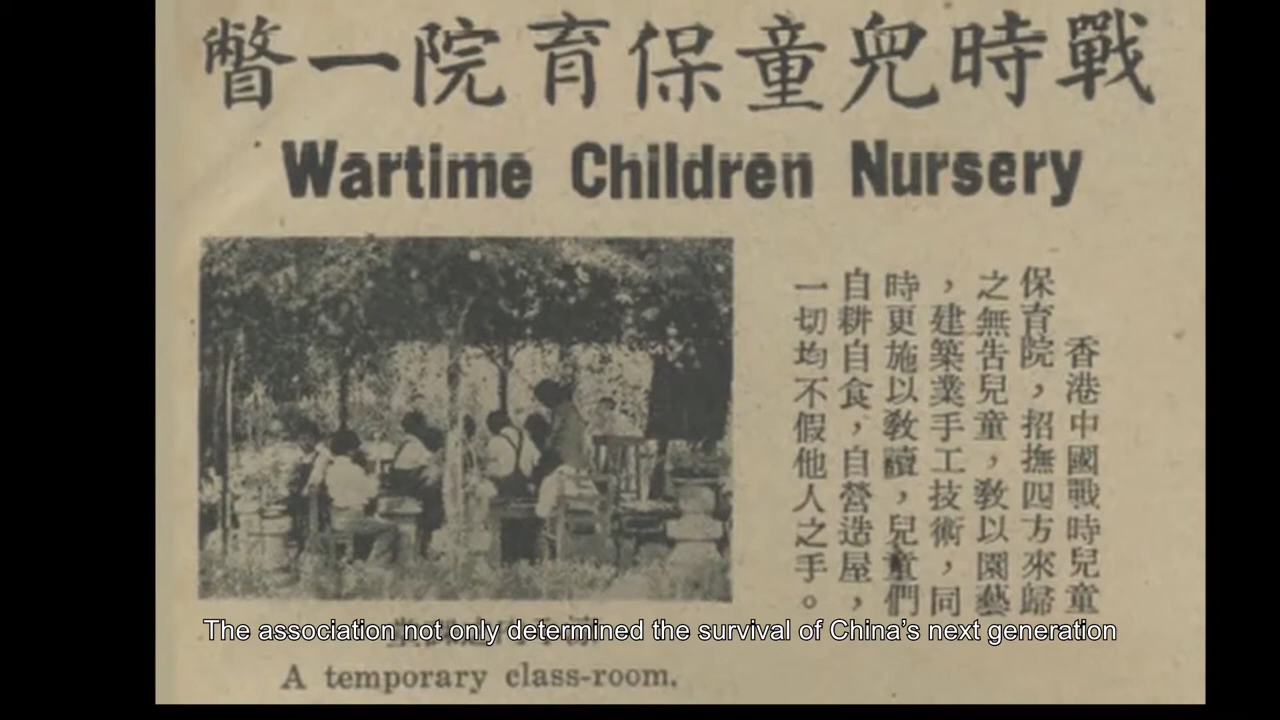 戰時兒童保育院一瞥
Wartime Children Nursery
香港中國戰時兒童
保育院，招撫四方來歸
之無告兒童，教以園藝
，建築業手工技術，同
時更施以教讀，兒童們
自耕自食，自營造屋，
一切均不假他人之手。
The association not only determined the survival of China's next generation
A temporary class-room.